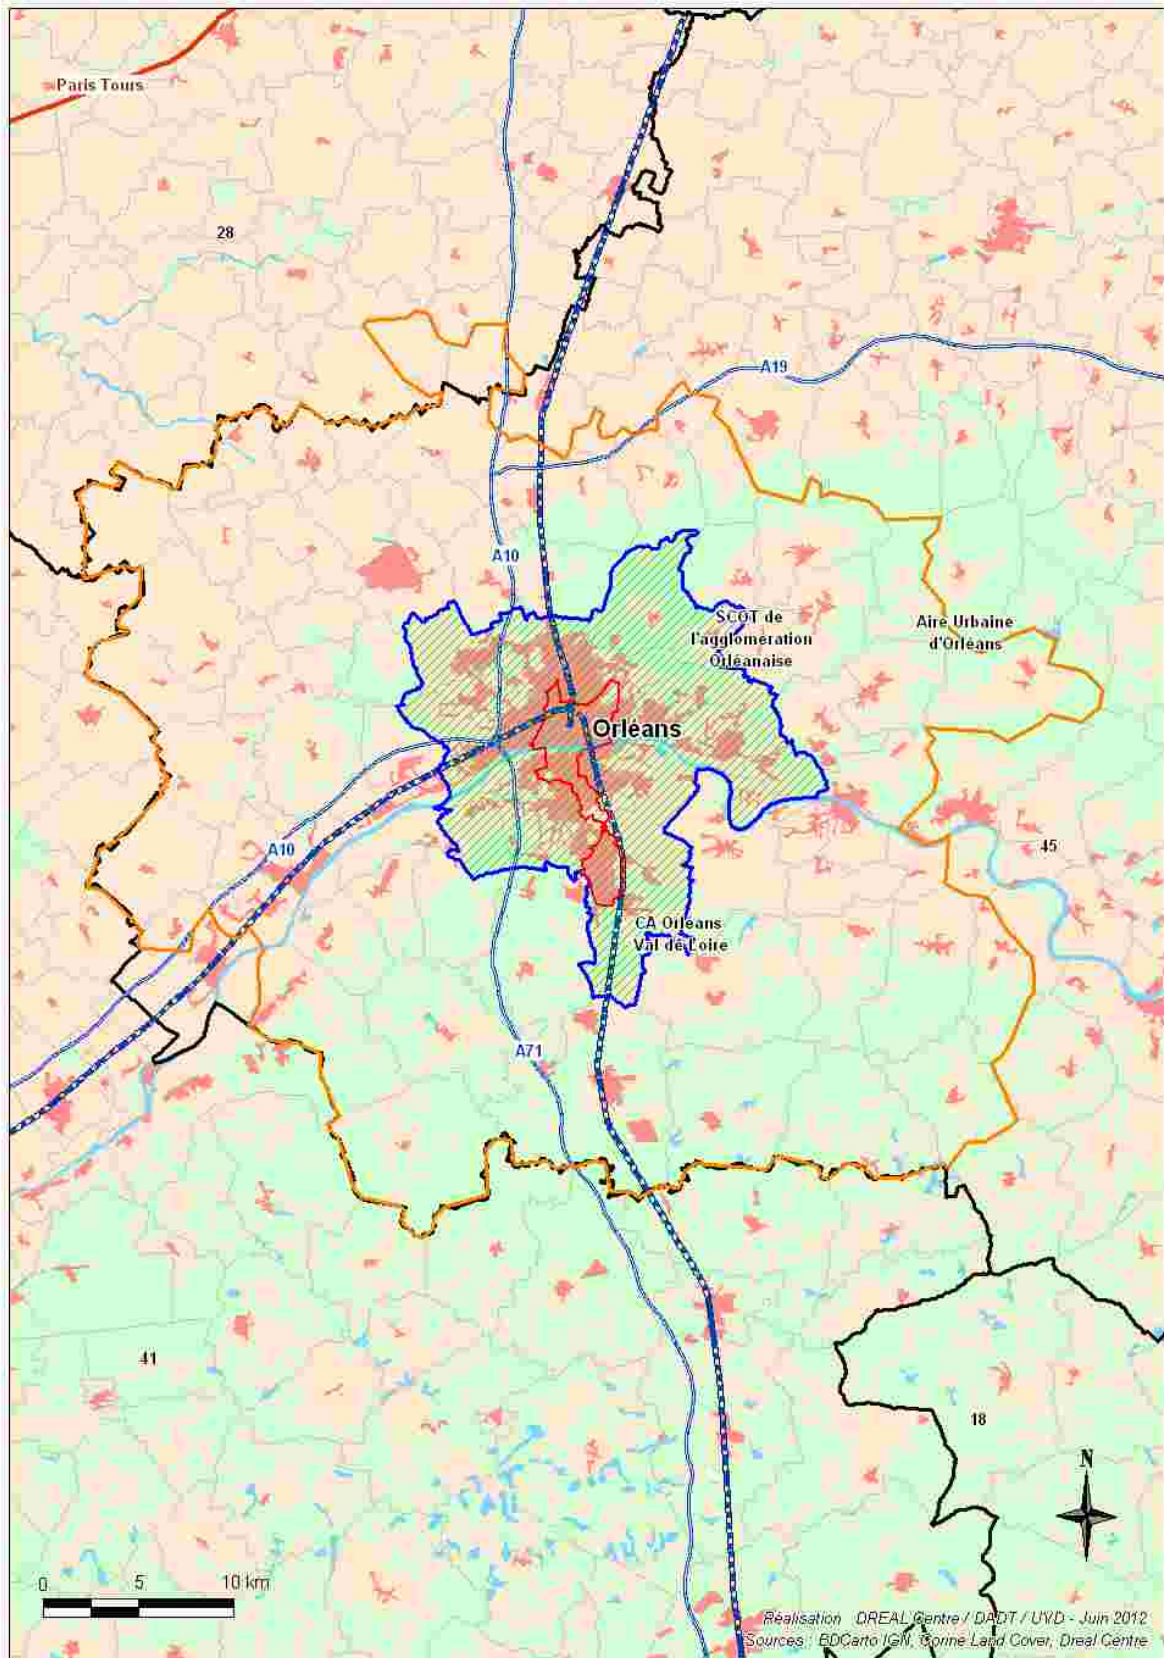 Paris Tours
28
A19
A10
SCOT de
l'agglomération
Orléanaise
Aire Urbaine
d'Orléans
Orléans
A10
45
CA Orleans
Val de Loire
A71
41
18
N
0 5 10 km
Réalisation : DREAL Centre / DADT / UVD - Juin 2012
Sources : BDCarto IGN, Corine Land Cover, Dreal Centre